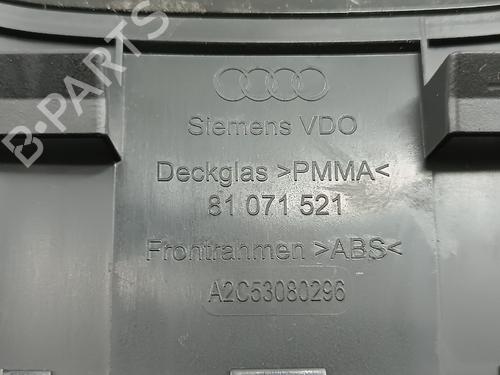 B-PARTS
Siemens VDO
Deckglas >PMMA<
81 071 521
Frontrahmen >ABS<
A2C53080296